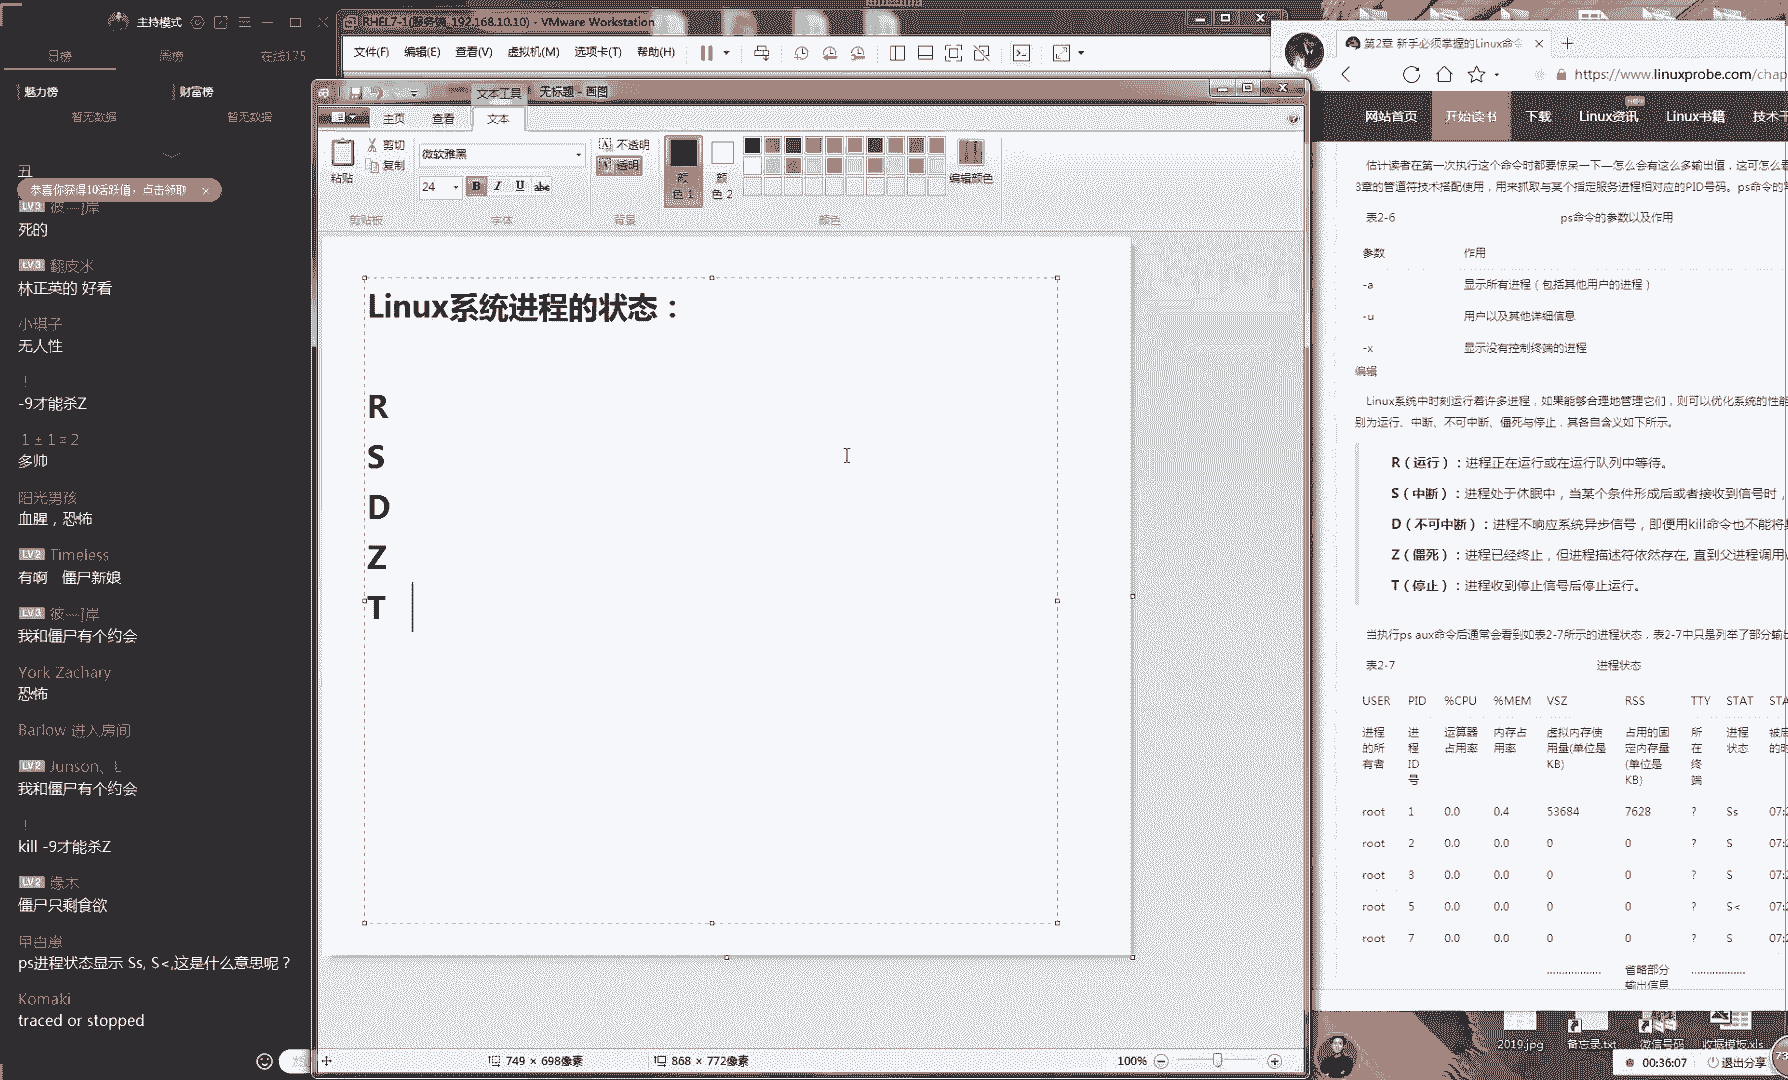 主持模式
日榜
周榜
在线175
魅力榜
财富榜
暂无数据
暂无数据
丑
恭喜你获得10活跃值，点击领取
LV3
死的
LV3 翻皮水
林正英的 好看
小琪子
无人性
!
-9才能杀Z
1±1=2
多帅
阳光男孩
血腥，恐怖
LV2 Timeless
有啊 僵尸新娘
LV3
我和僵尸有个约会
York Zachary
恐怖
Barlow 进入房间
LV2 Junson、L
我和僵尸有个约会
!
kill -9才能杀Z
LV2 缘木
僵尸只剩食欲
ps进程状态显示 Ss, S<,这是什么意思呢？
Komaki
traced or stopped
RHEL7-1(服务端_192.168.10.10) - VMware Workstation
文件(F) 编辑(E) 查看(V) 虚拟机(M) 选项卡(T) 帮助(H)
文本工具
无标题 - 画图
主页 查看 文本
粘贴
剪切
复制
剪贴板
微软雅黑
24
B I U abc
字体
不透明
透明
背景
颜色 1
颜色 2
颜色
编辑颜色
Linux系统进程的状态：
R
S
D
Z
T
749 × 698像素
868 × 772像素
100%
第2章 新手必须掌握的Linux命令
https://www.linuxprobe.com/chap
网站首页 开始读书 下载 Linux资讯 Linux书籍 技术干
估计读者在第一次执行这个命令时都要惊呆一下—怎么会有这么多输出值，这可怎么看
3章的管道符技术搭配使用，用来抓取与某个指定服务进程相对应的PID号码。ps命令的常
表2-6 ps命令的参数以及作用
参数 作用
-a 显示所有进程（包括其他用户的进程）
-u 用户以及其他详细信息
-x 显示没有控制终端的进程
编辑
Linux系统中时刻运行着许多进程，如果能够合理地管理它们，则可以优化系统的性能
别为运行、中断、不可中断、僵死与停止，其各自含义如下所示。
R（运行）：进程正在运行或在运行队列中等待。
S（中断）：进程处于休眠中，当某个条件形成后或者接收到信号时，
D（不可中断）：进程不响应系统异步信号，即便用kill命令也不能将其
Z（僵死）：进程已经终止，但进程描述符依然存在, 直到父进程调用
T（停止）：进程收到停止信号后停止运行。
当执行ps aux命令后通常会看到如表2-7所示的进程状态，表2-7中只是列举了部分输出
表2-7 进程状态
USER PID %CPU %MEM VSZ RSS TTY STAT STA
进程的所有者 进程ID号 运算器占用率 内存占用率 虚拟内存使用量(单位是KB) 占用的固定内存量(单位是KB) 所在终端 进程状态 被启的时
root 1 0.0 0.4 53684 7628 ? Ss 07:2
root 2 0.0 0.0 0 0 ? S 07:2
root 3 0.0 0.0 0 0 ? S 07:2
root 5 0.0 0.0 0 0 ? S< 07:2
root 7 0.0 0.0 0 0 ? S 07:2
.................. 省略部分输出信息 ..................
2019.jpg 备忘录.txt 微信号码 收据模板.xls
00:36:07
退出分享
73